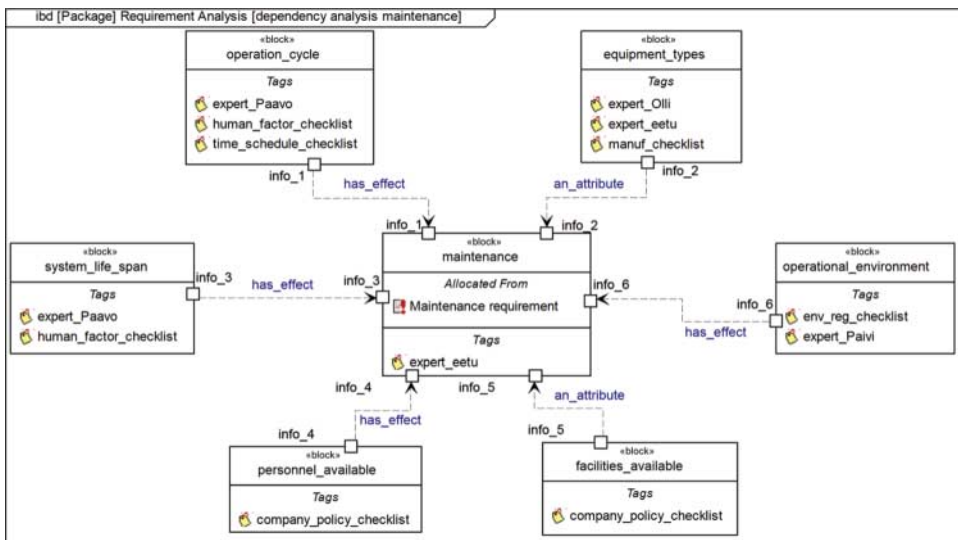 ibd [Package] Requirement Analysis [dependency analysis maintenance]
«block»
operation_cycle
Tags
expert_Paavo
human_factor_checklist
time_schedule_checklist
info_1
«block»
equipment_types
Tags
expert_Olli
expert_eetu
manuf_checklist
info_2
has_effect
an_attribute
info_1
info_2
«block»
system_life_span
Tags
expert_Paavo
human_factor_checklist
info_3
has_effect
info_3
«block»
maintenance
Allocated From
Maintenance requirement
Tags
expert_eetu
info_6
«block»
operational_environment
Tags
env_reg_checklist
expert_Paivi
info_6
has_effect
info_4
info_5
has_effect
an_attribute
info_4
info_5
«block»
personnel_available
Tags
company_policy_checklist
«block»
facilities_available
Tags
company_policy_checklist